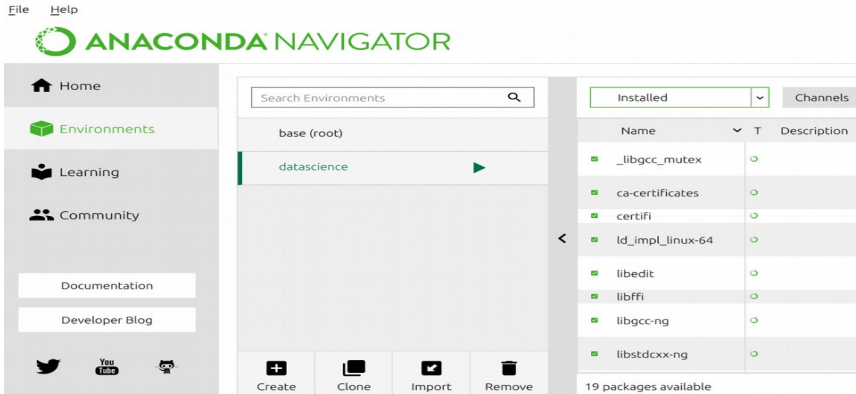 File Help
ANACONDA NAVIGATOR
Home
Environments
Learning
Community
Documentation
Developer Blog
You
Tube
Search Environments
base (root)
datascience
Create Clone Import Remove
Installed Channels
Name T Description
_libgcc_mutex
ca-certificates
certifi
ld_impl_linux-64
libedit
libffi
libgcc-ng
libstdcxx-ng
19 packages available